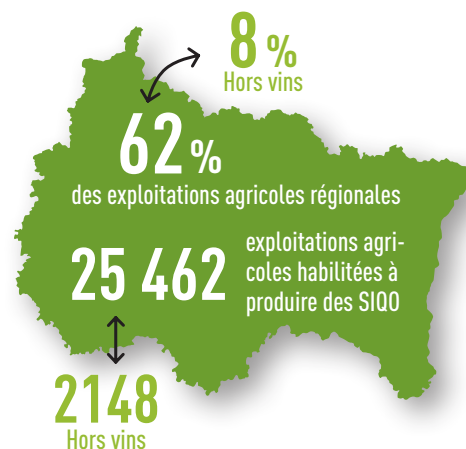 8 %
Hors vins
62 %
des exploitations agricoles régionales
25 462
exploitations agri-
coles habilitées à
produire des SIQO
2148
Hors vins